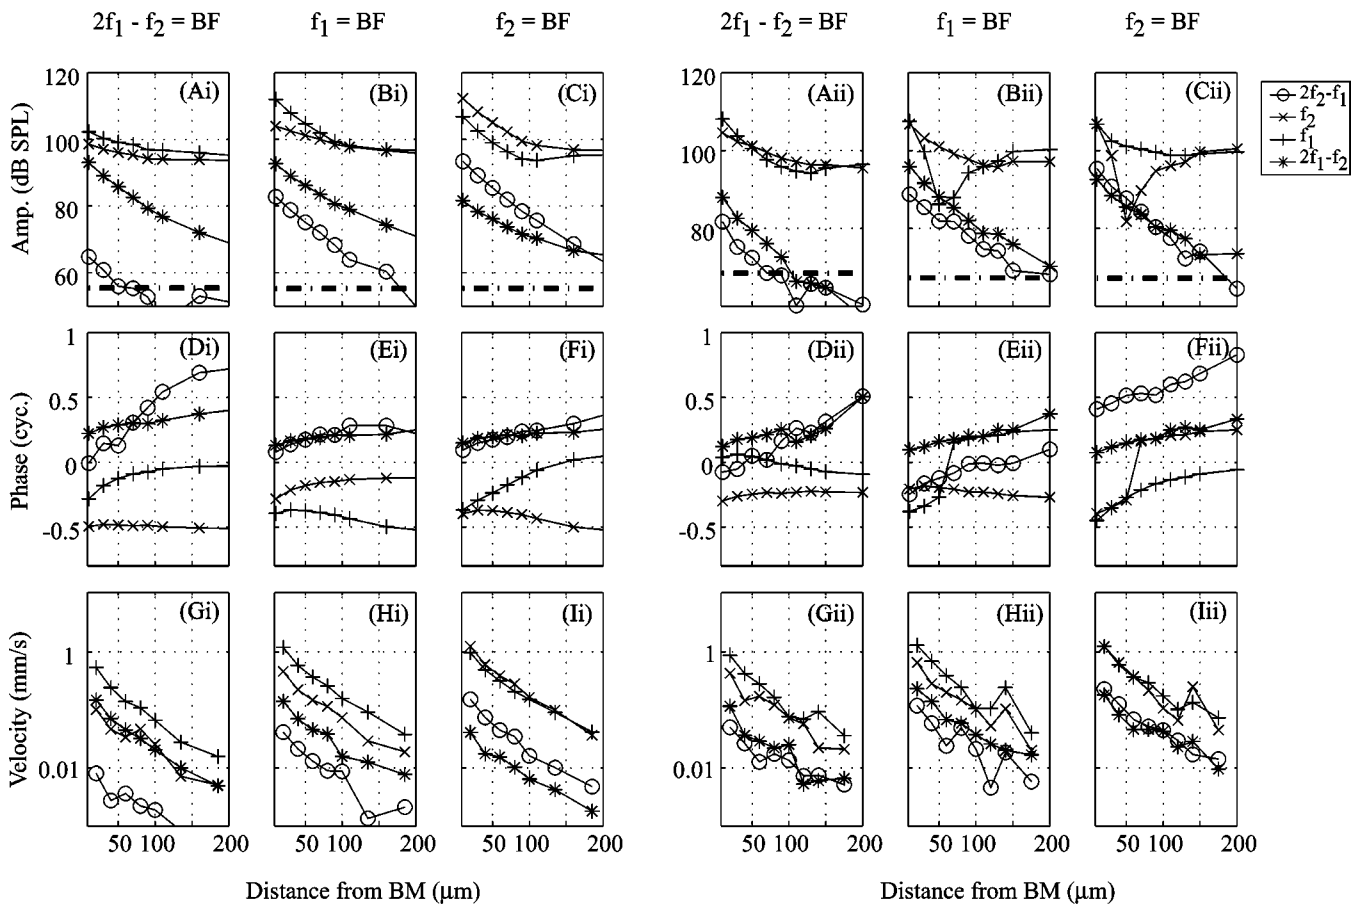 2f1 - f2 = BF f1 = BF f2 = BF 2f1 - f2 = BF f1 = BF f2 = BF
120 (Ai) (Bi) (Ci) 120 (Aii) (Bii) (Cii)
2f2-f1
f2
f1
2f1-f2
Amp. (dB SPL)
100 100
80 80
60
1 (Di) (Ei) (Fi) 1 (Dii) (Eii) (Fii)
Phase (cyc.)
0.5 0.5
0 0
-0.5 -0.5
(Gi) (Hi) (Ii) (Gii) (Hii) (Iii)
Velocity (mm/s)
1 1
0.01 0.01
50 100 200 50 100 200 50 100 200 50 100 200 50 100 200 50 100 200
Distance from BM (μm) Distance from BM (μm)